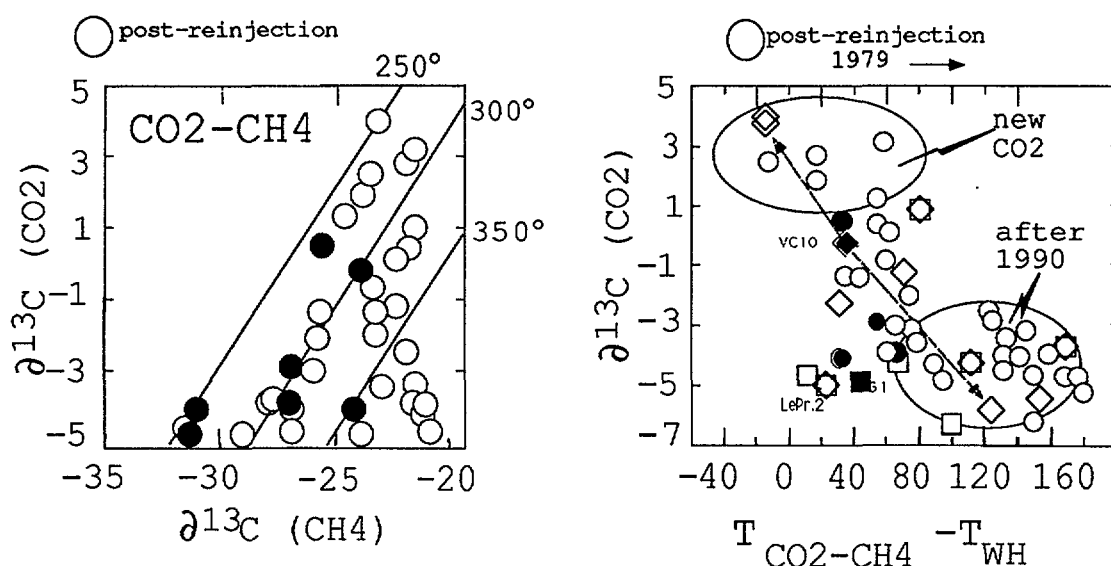 post-reinjection
250°
300°
350°
CO2-CH4
5
3
1
-1
-3
-5
-35
-30
-25
-20
∂13C (CO2)
∂13C (CH4)
post-reinjection
1979
new
CO2
after
1990
VC10
LePr.2
G1
5
3
1
-1
-3
-5
-7
-40
0
40
80
120
160
∂13C (CO2)
T CO2-CH4 -T WH